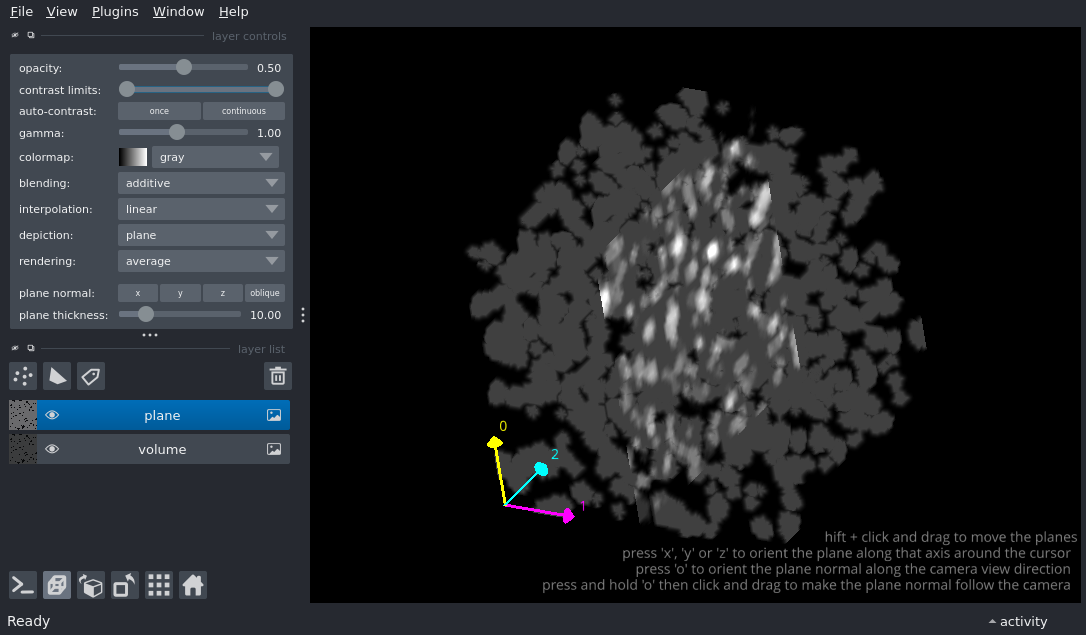 File View Plugins Window Help
layer controls
opacity: 0.50
contrast limits:
auto-contrast: once continuous
gamma: 1.00
colormap: gray
blending: additive
interpolation: linear
depiction: plane
rendering: average
plane normal: x y z oblique
plane thickness: 10.00
layer list
plane
volume
0
2
1
hift + click and drag to move the planes
press 'x', 'y' or 'z' to orient the plane along that axis around the cursor
press 'o' to orient the plane normal along the camera view direction
press and hold 'o' then click and drag to make the plane normal follow the camera
Ready activity